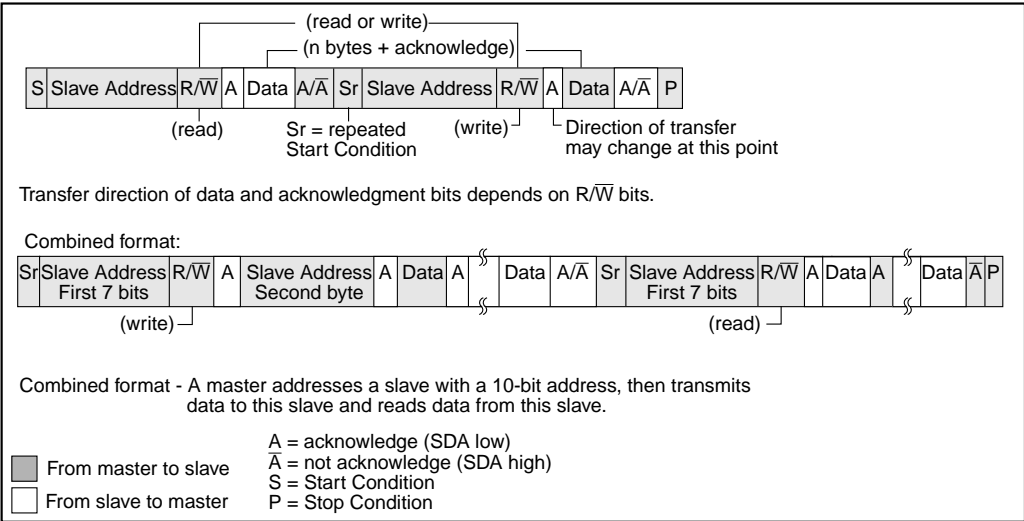 (read or write)
(n bytes + acknowledge)
S Slave Address R/W̅ A Data A/A̅ Sr Slave Address R/W̅ A Data A/A̅ P
(read) Sr = repeated Start Condition (write) Direction of transfer may change at this point
Transfer direction of data and acknowledgment bits depends on R/W̅ bits.
Combined format:
Sr Slave Address First 7 bits R/W̅ A Slave Address Second byte A Data A Data A/A̅ Sr Slave Address First 7 bits R/W̅ A Data A Data A̅ P
(write) (read)
Combined format - A master addresses a slave with a 10-bit address, then transmits
data to this slave and reads data from this slave.
A = acknowledge (SDA low)
A̅ = not acknowledge (SDA high)
S = Start Condition
P = Stop Condition
From master to slave
From slave to master